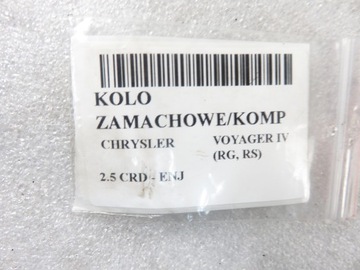 KOLO
ZAMACHOWE/KOMP
CHRYSLER VOYAGER IV
(RG, RS)
2.5 CRD - ENJ